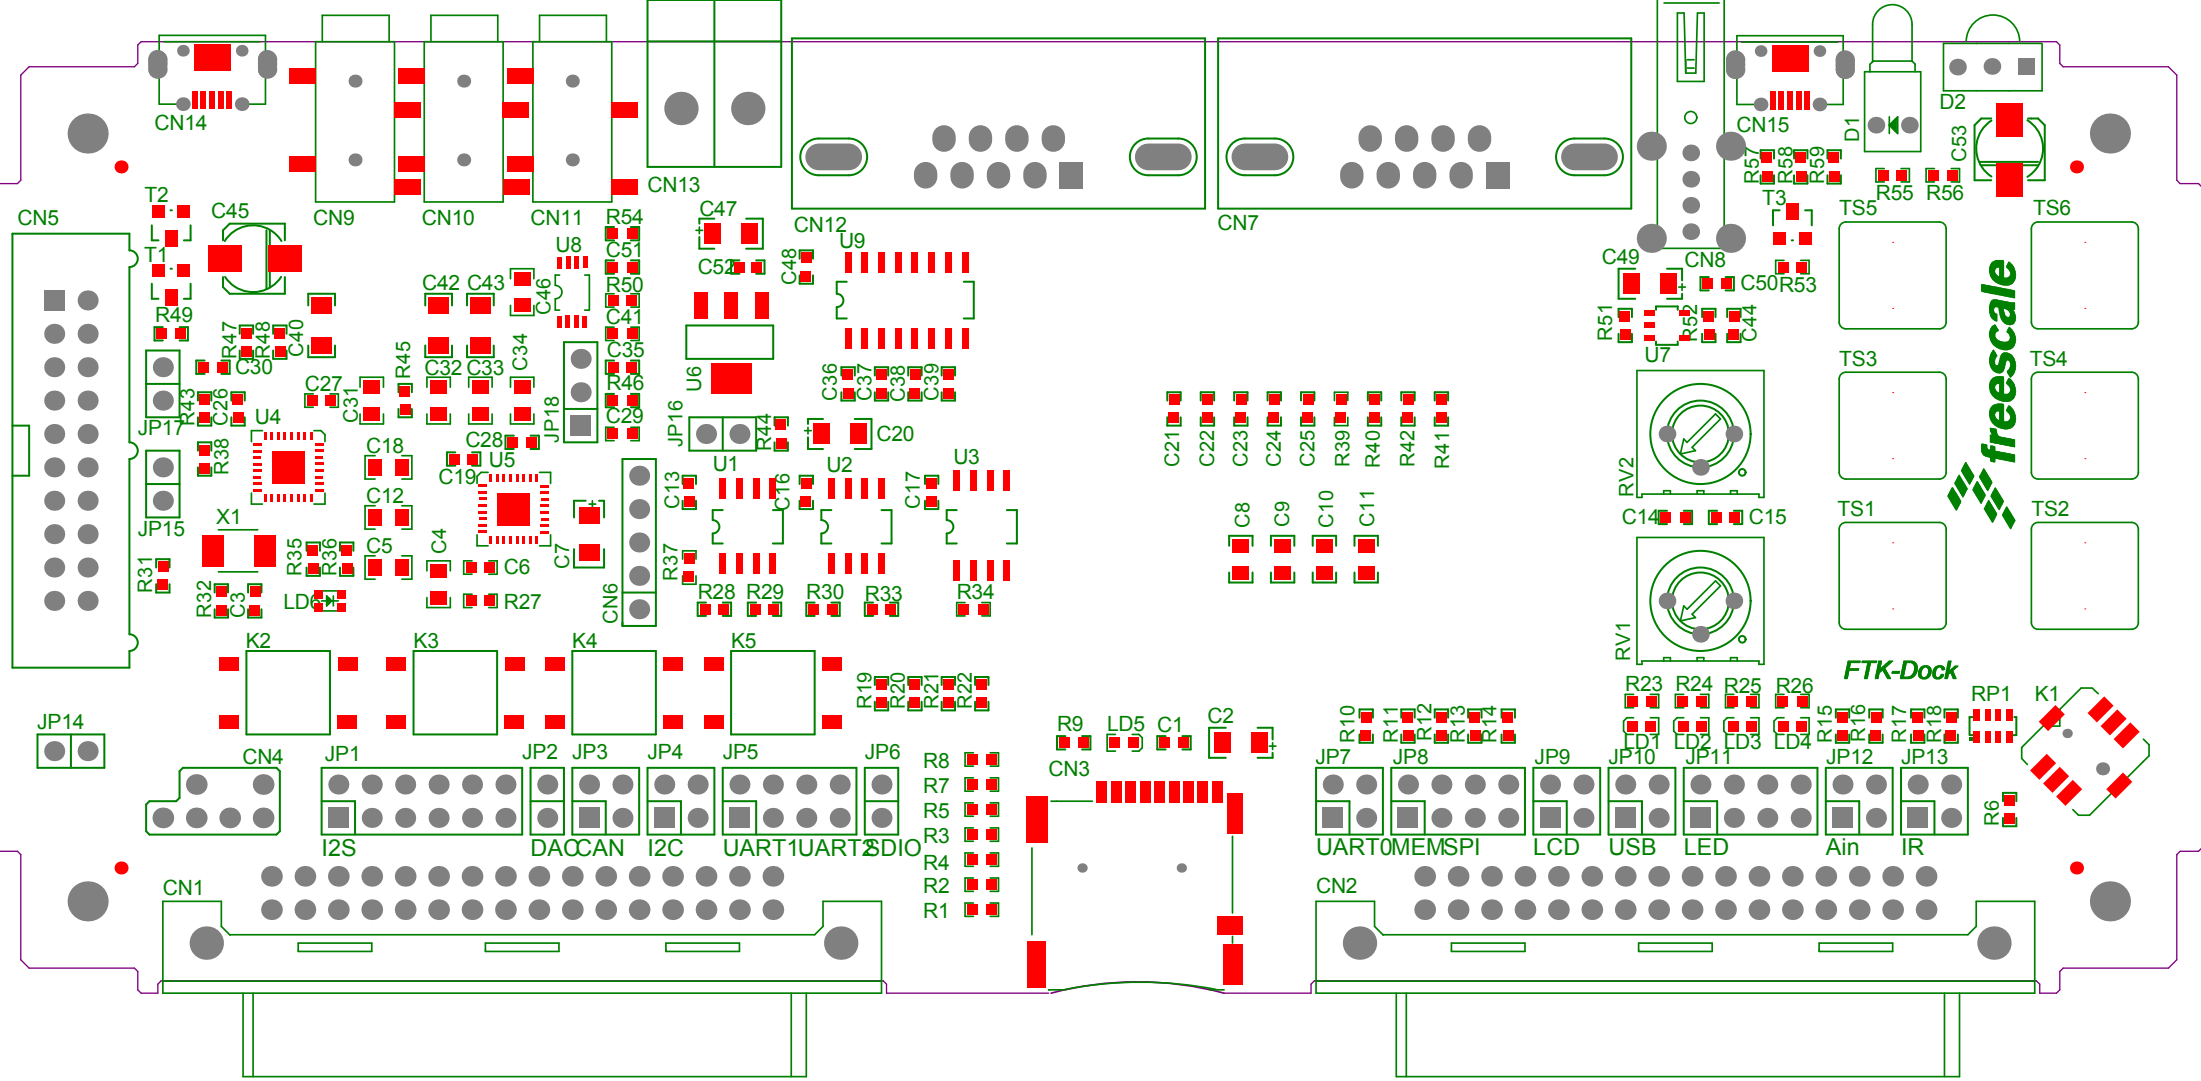 CN14
CN15
D2
D1
C53
CN13
R57
R58
R59
R55
R56
T2
CN5
C45
CN9
CN10
CN11
R54
C47
CN12
CN7
T3
TS5
TS6
T1
U8
C51
C52
C48
U9
C49
CN8
C50
R53
C42
C43
C46
R50
R49
R47
R48
C40
C41
R51
R52
C44
U7
C30
R45
C32
C33
C34
C35
U6
C36
C37
C38
C39
TS3
TS4
freescale
R43
C26
C27
C31
R46
U4
JP17
C29
JP18
JP16
R44
C20
C21
C22
C23
C24
C25
R39
R40
R42
R41
R38
C18
C28
C19
U5
U1
U2
U3
RV2
C13
C16
C17
C12
JP15
X1
C8
C9
C10
C11
C14
C15
TS1
TS2
R31
R35
R36
C5
C4
C6
C7
R37
R32
C3
LD6
R27
CN6
R28
R29
R30
R33
R34
K2
K3
K4
K5
RV1
FTK-Dock
R19
R20
R21
R22
R23
R24
R25
R26
RP1
K1
JP14
R9
LD5
C1
C2
R10
R11
R12
R13
R14
LD1
LD2
LD3
LD4
R15
R16
R17
R18
CN4
JP1
JP2
JP3
JP4
JP5
JP6
R8
CN3
JP7
JP8
JP9
JP10
JP11
JP12
JP13
R7
R5
R6
R3
I2S
DAC
CAN
I2C
UART1
UART2
SDIO
UART0
MEM
SPI
LCD
USB
LED
Ain
IR
R4
CN1
R2
CN2
R1